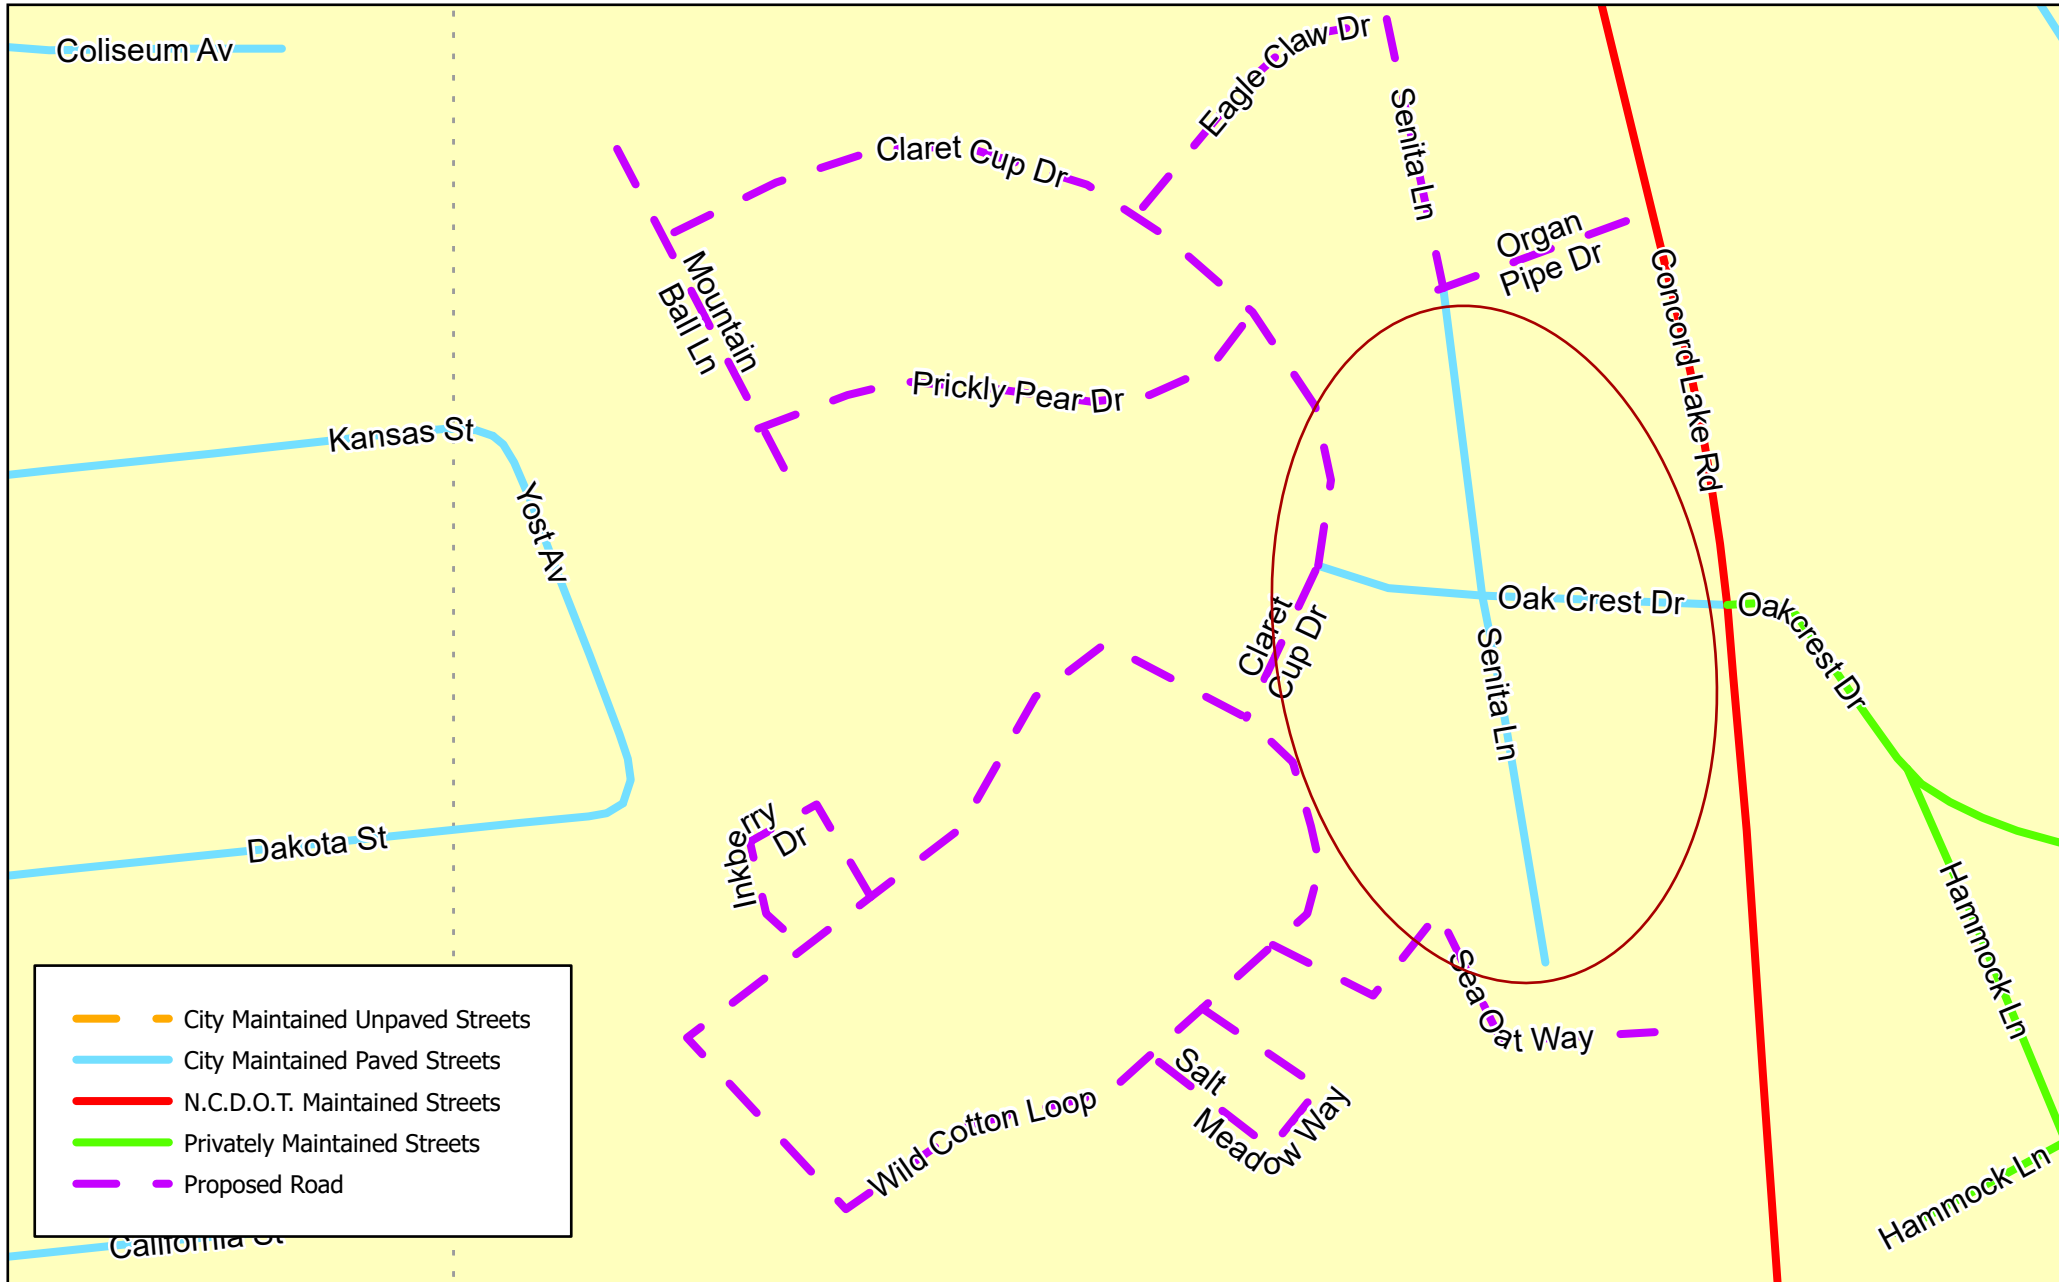 Coliseum Av
Eagle Claw Dr
Claret Cup Dr
Senita Ln
Organ
Pipe Dr
Mountain
Ball Ln
Concord Lake Rd
Prickly Pear Dr
Kansas St
Yost Av
Oak Crest Dr
Oakcrest Dr
Claret
Cup Dr
Senita Ln
Inkberry
Dr
Dakota St
Hammock Ln
Sea Oat Way
Salt
Meadow Way
Wild Cotton Loop
Hammock Ln
City Maintained Unpaved Streets
City Maintained Paved Streets
N.C.D.O.T. Maintained Streets
Privately Maintained Streets
Proposed Road
California St